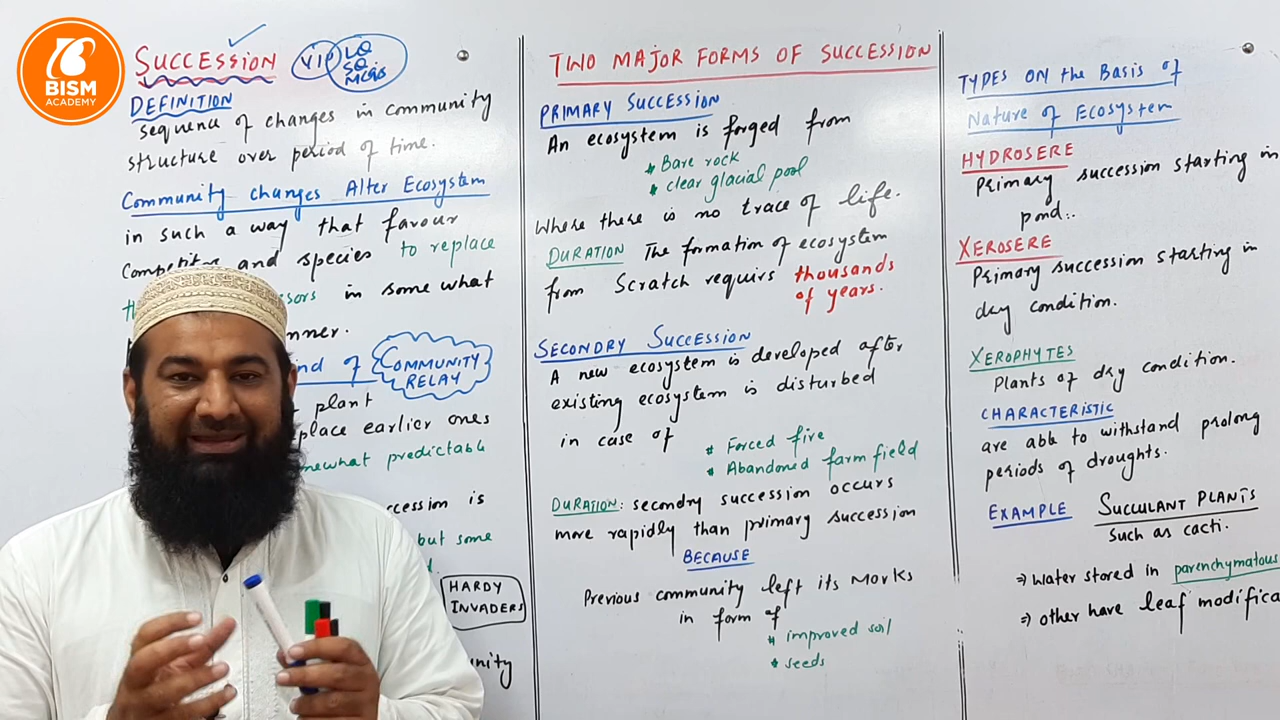 BISM
ACADEMY
SUCCESSION
VIP
LQ
SQ
MCQs
DEFINITION
sequence of changes in community
structure over period of time.
Community changes Alter Ecosystem
in such a way that favour
Competitor and species to replace
in some what
kind of COMMUNITY
RELAY
plant
earlier ones
predictable
is
but some
HARDY
INVADERS
TWO MAJOR FORMS OF SUCCESSION
PRIMARY SUCCESSION
An ecosystem is forged from
* Bare rock
* clear glacial pool
Where there is no trace of life.
DURATION The formation of ecosystem
from Scratch requirs thousands
of years.
SECONDRY SUCCESSION
A new ecosystem is developed after
existing ecosystem is disturbed
in case of
* Forced fire
* Abandoned farm field
DURATION: secondry succession occurs
more rapidly than primary succession
BECAUSE
Previous community left its Marks
in form of
* improved soil
* seeds
TYPES ON the Basis of
Nature of Ecosystem
HYDROSERE
Primary succession starting in
pond.
XEROSERE
Primary succession starting in
dry condition.
XEROPHYTES
Plants of dry condition.
CHARACTERISTIC
are able to withstand prolong
periods of droughts.
EXAMPLE SUCCULANT PLANTS
such as cacti.
⇒ Water stored in parenchymatous
⇒ other have leaf